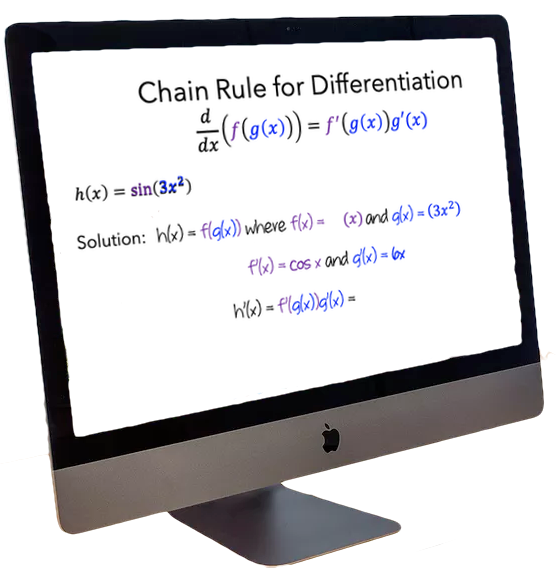 Chain Rule for Differentiation
d/dx (f(g(x))) = f'(g(x))g'(x)
h(x) = sin(3x²)
Solution: h(x) = f(g(x)) where f(x) = (x) and g(x) = (3x²)
f'(x) = cos x and g'(x) = 6x
h'(x) = f'(g(x))g'(x) =